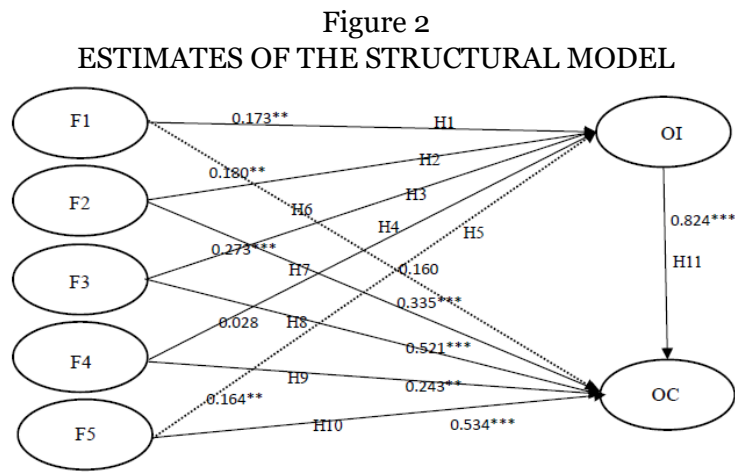 Figure 2
ESTIMATES OF THE STRUCTURAL MODEL
F1
0.173**
H1
OI
H2
0.180**
F2
H3
H6
H4
H5
0.824***
0.273***
F3
H7
0.160
H11
0.335***
0.028
H8
F4
0.521***
H9
0.243**
OC
0.164**
F5
H10
0.534***